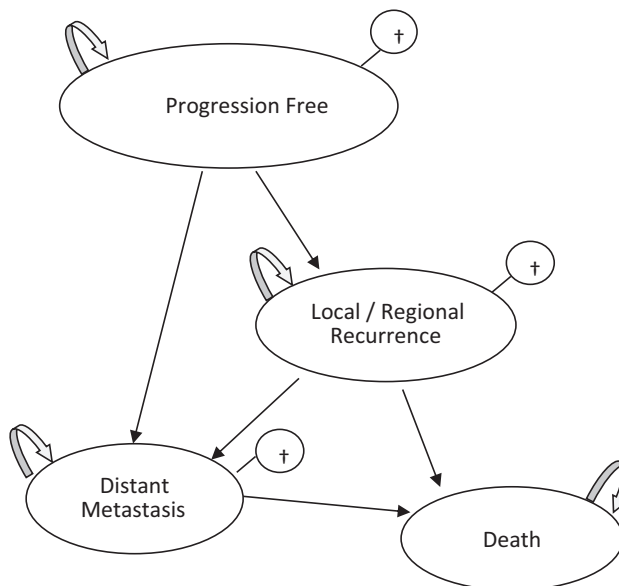 †
Progression Free
†
Local / Regional
Recurrence
†
Distant
Metastasis
Death